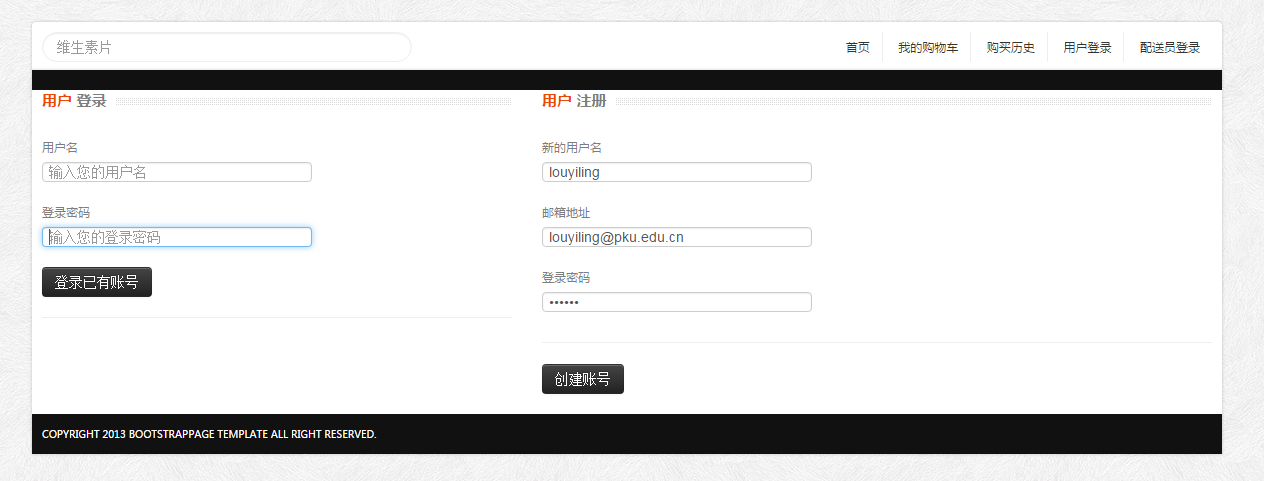 维生素片
首页 我的购物车 购买历史 用户登录 配送员登录
用户 登录
用户名
输入您的用户名
登录密码
输入您的登录密码
登录已有账号
用户 注册
新的用户名
louyiling
邮箱地址
louyiling@pku.edu.cn
登录密码
••••••
创建账号
COPYRIGHT 2013 BOOTSTRAPPAGE TEMPLATE ALL RIGHT RESERVED.